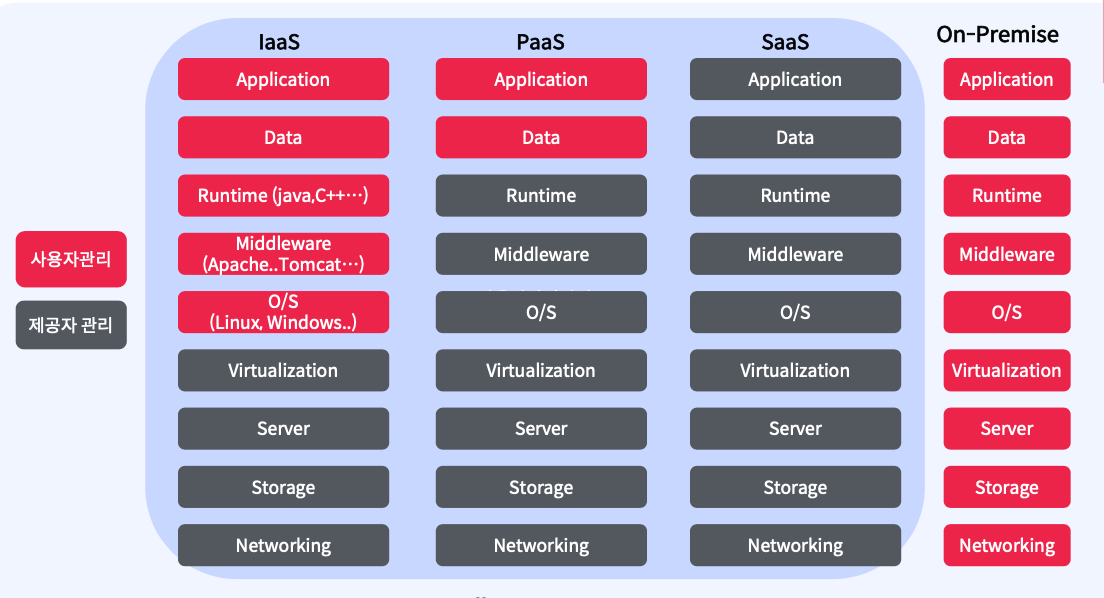 IaaS
PaaS
SaaS
On-Premise
Application
Application
Application
Application
Data
Data
Data
Data
Runtime (java,C++⋯)
Runtime
Runtime
Runtime
사용자관리
Middleware
(Apache..Tomcat⋯)
Middleware
Middleware
Middleware
제공자 관리
O/S
(Linux, Windows..)
O/S
O/S
O/S
Virtualization
Virtualization
Virtualization
Virtualization
Server
Server
Server
Server
Storage
Storage
Storage
Storage
Networking
Networking
Networking
Networking